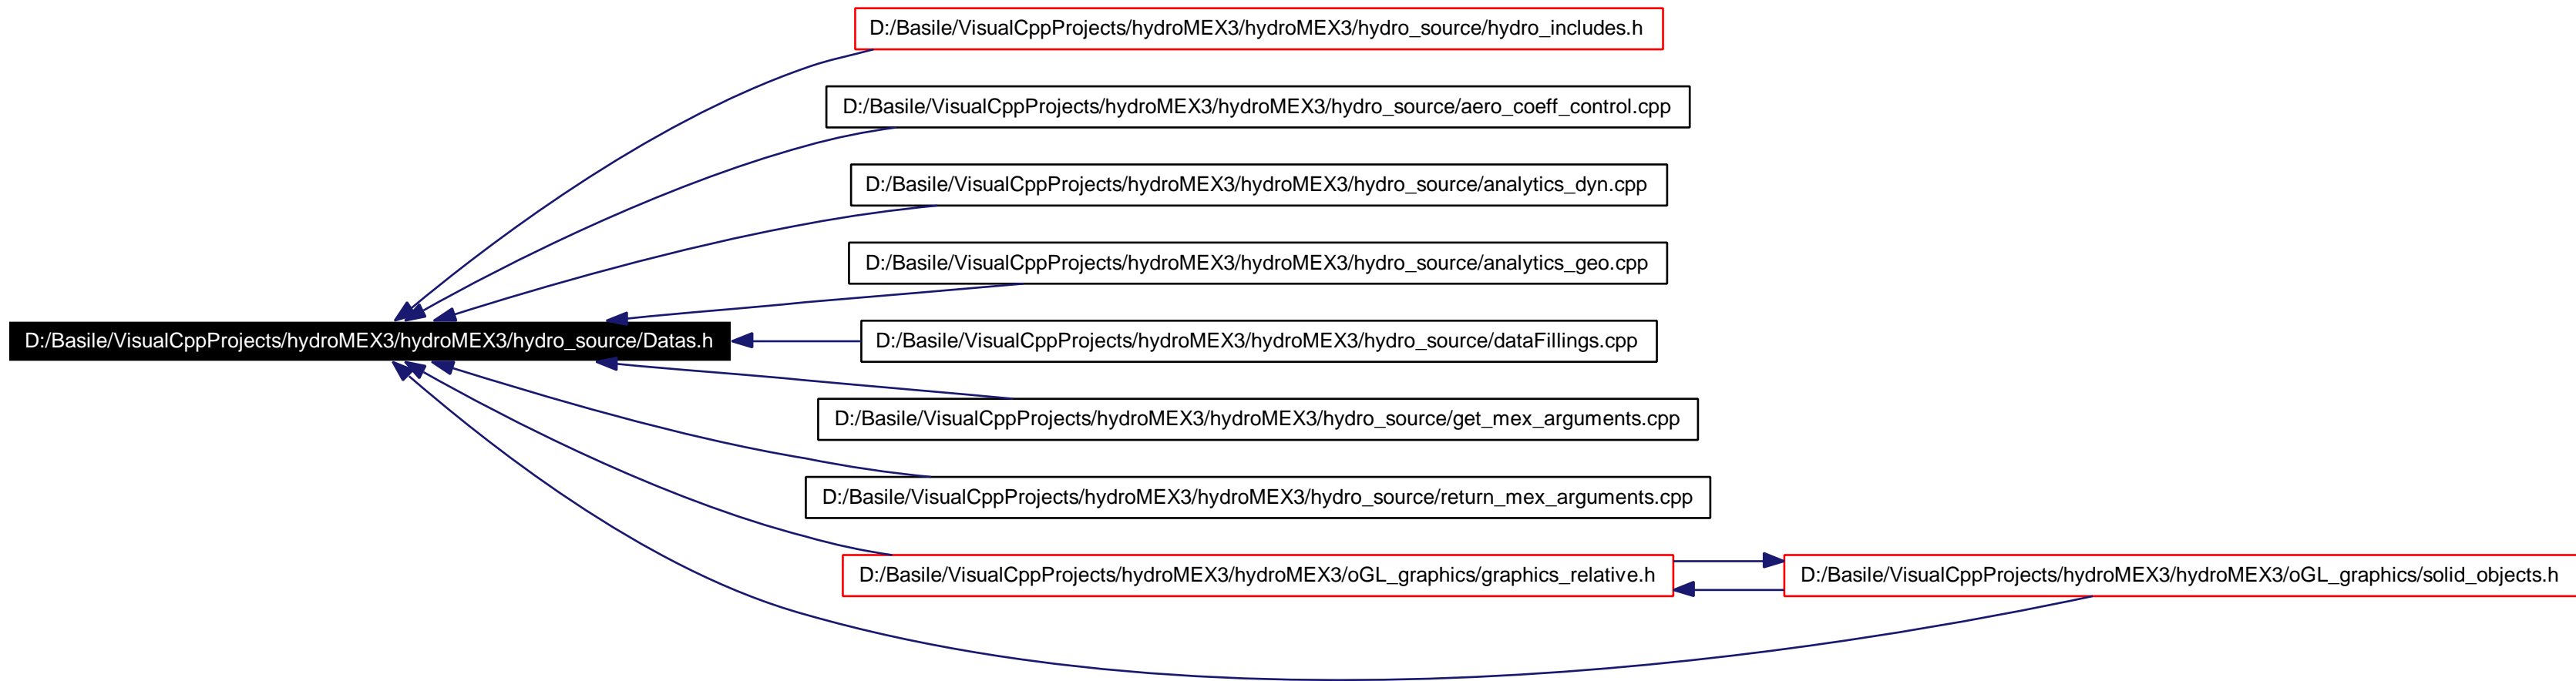 D:/Basile/VisualCppProjects/hydroMEX3/hydroMEX3/hydro_source/hydro_includes.h
D:/Basile/VisualCppProjects/hydroMEX3/hydroMEX3/hydro_source/aero_coeff_control.cpp
D:/Basile/VisualCppProjects/hydroMEX3/hydroMEX3/hydro_source/analytics_dyn.cpp
D:/Basile/VisualCppProjects/hydroMEX3/hydroMEX3/hydro_source/analytics_geo.cpp
D:/Basile/VisualCppProjects/hydroMEX3/hydroMEX3/hydro_source/Datas.h
D:/Basile/VisualCppProjects/hydroMEX3/hydroMEX3/hydro_source/dataFillings.cpp
D:/Basile/VisualCppProjects/hydroMEX3/hydroMEX3/hydro_source/get_mex_arguments.cpp
D:/Basile/VisualCppProjects/hydroMEX3/hydroMEX3/hydro_source/return_mex_arguments.cpp
D:/Basile/VisualCppProjects/hydroMEX3/hydroMEX3/oGL_graphics/graphics_relative.h
D:/Basile/VisualCppProjects/hydroMEX3/hydroMEX3/oGL_graphics/solid_objects.h